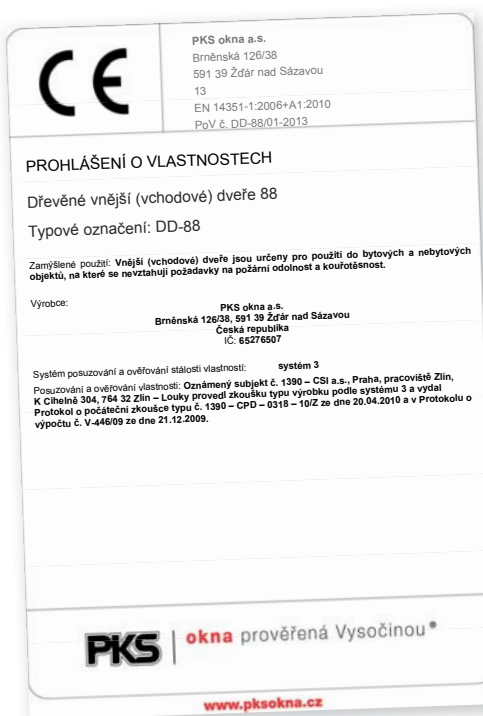 CE
PKS okna a.s.
Brněnská 126/38
591 39 Žďár nad Sázavou
13
EN 14351-1:2006+A1:2010
PoV č. DD-88/01-2013
PROHLÁŠENÍ O VLASTNOSTECH
Dřevěné vnější (vchodové) dveře 88
Typové označení: DD-88
Zamýšlené použití: Vnější (vchodové) dveře jsou určeny pro použití do bytových a nebytových
objektů, na které se nevztahují požadavky na požární odolnost a kouřotěsnost.
Výrobce:
PKS okna a.s.
Brněnská 126/38, 591 39 Žďár nad Sázavou
Česká republika
IČ: 65276507
Systém posuzování a ověřování stálosti vlastností: systém 3
Posuzování a ověřování vlastnosti: Oznámený subjekt č. 1390 – CSI a.s., Praha, pracoviště Zlín,
K Cihelně 304, 764 32 Zlín – Louky provedl zkoušku typu výrobku podle systému 3 a vydal
Protokol o počáteční zkoušce typu č. 1390 – CPD – 0318 – 10/Z ze dne 20.04.2010 a v Protokolu o
výpočtu č. V-446/09 ze dne 21.12.2009.
PKS okna prověřená Vysočinou®
www.pksokna.cz